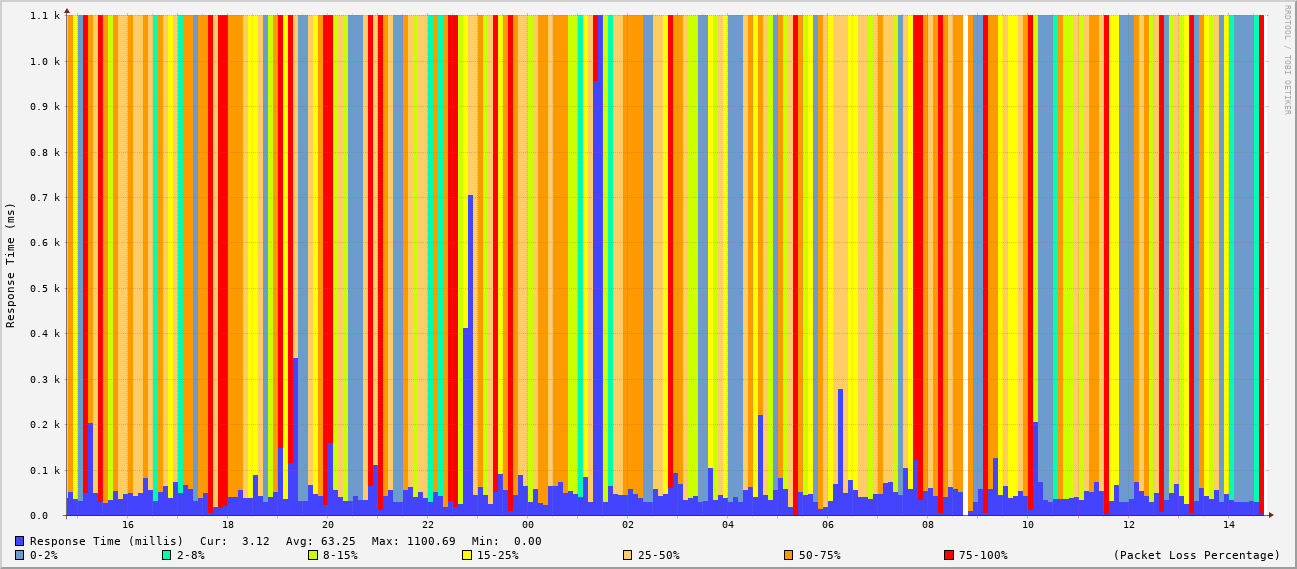 RRDTOOL / TOBI OETIKER
Response Time (ms)
1.1 k
1.0 k
0.9 k
0.8 k
0.7 k
0.6 k
0.5 k
0.4 k
0.3 k
0.2 k
0.1 k
0.0
16 18 20 22 00 02 04 06 08 10 12 14
Response Time (millis) Cur: 3.12 Avg: 63.25 Max: 1100.69 Min: 0.00
0-2% 2-8% 8-15% 15-25% 25-50% 50-75% 75-100% (Packet Loss Percentage)